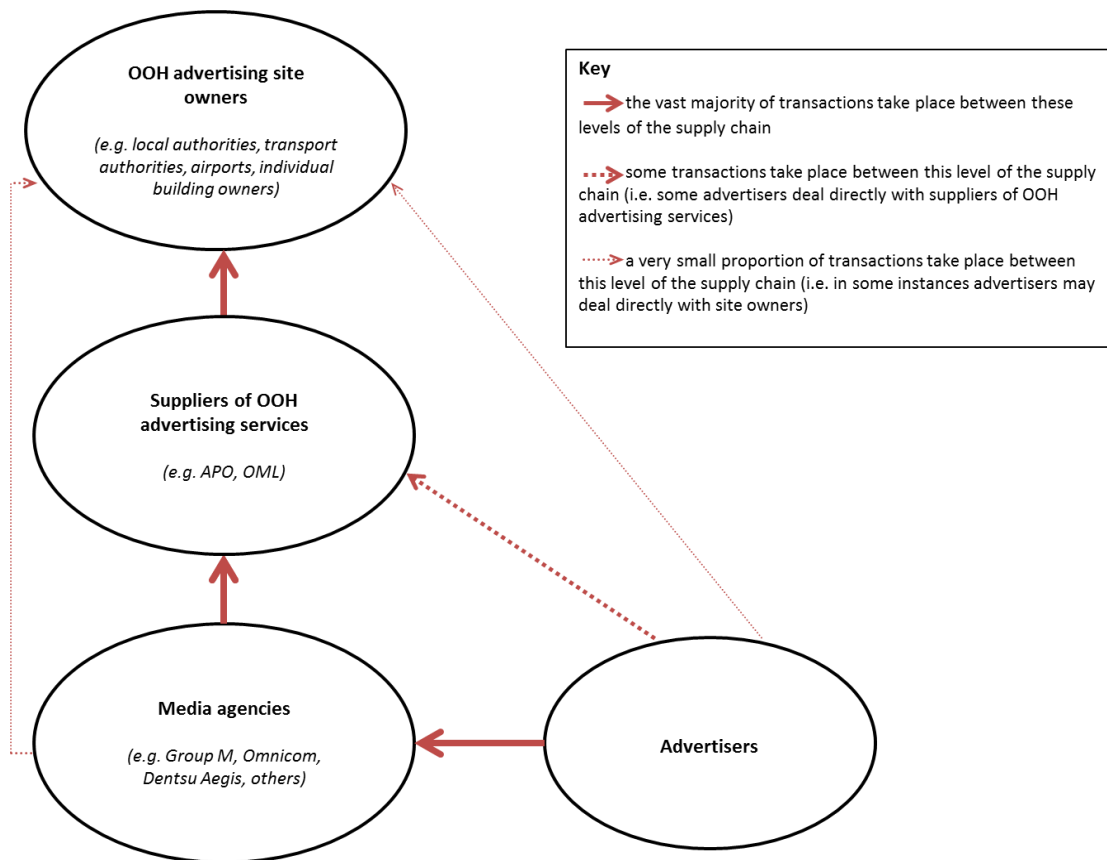 OOH advertising site
owners
(e.g. local authorities, transport
authorities, airports, individual
building owners)
Key
the vast majority of transactions take place between these
levels of the supply chain
some transactions take place between this level of the supply
chain (i.e. some advertisers deal directly with suppliers of OOH
advertising services)
a very small proportion of transactions take place between
this level of the supply chain (i.e. in some instances advertisers may
deal directly with site owners)
Suppliers of OOH
advertising services
(e.g. APO, OML)
Media agencies
(e.g. Group M, Omnicom,
Dentsu Aegis, others)
Advertisers